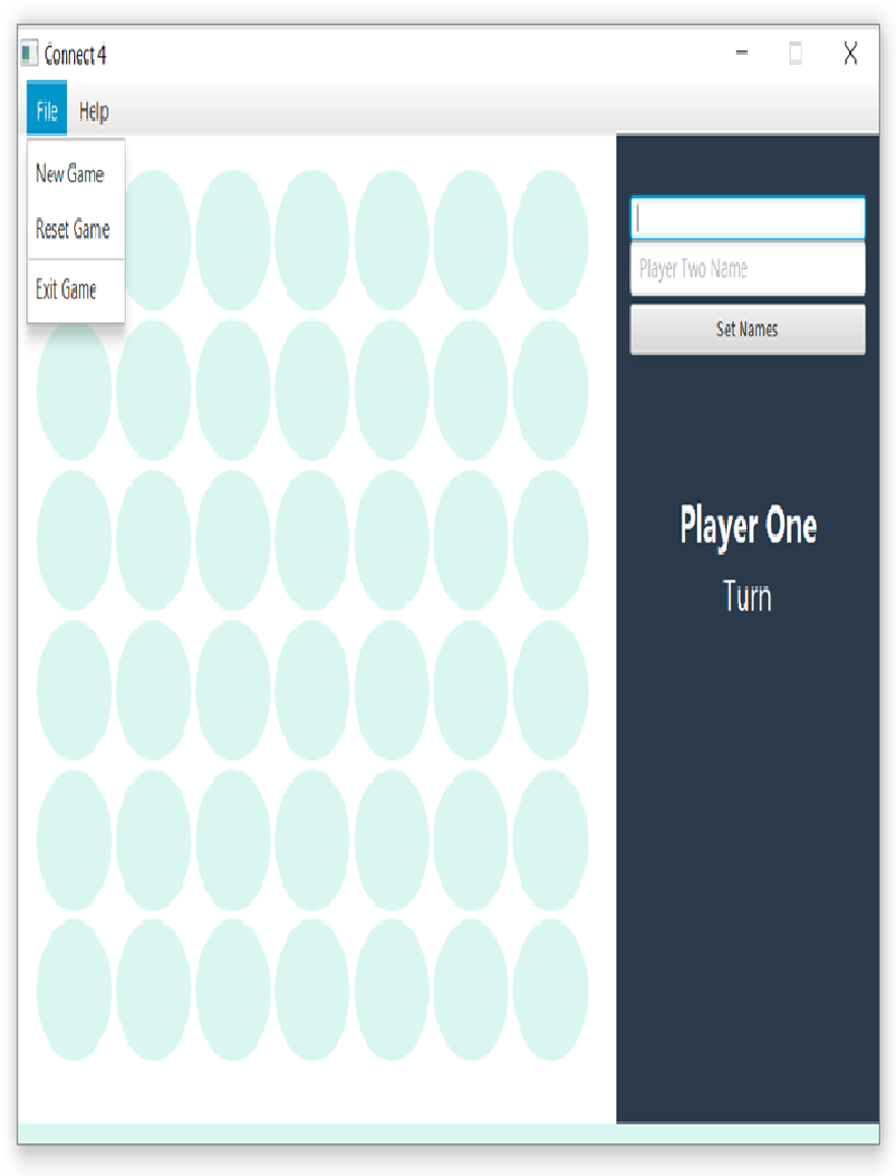 Connect 4
File Help
New Game
Reset Game
Exit Game
Player Two Name
Set Names
Player One
Turn